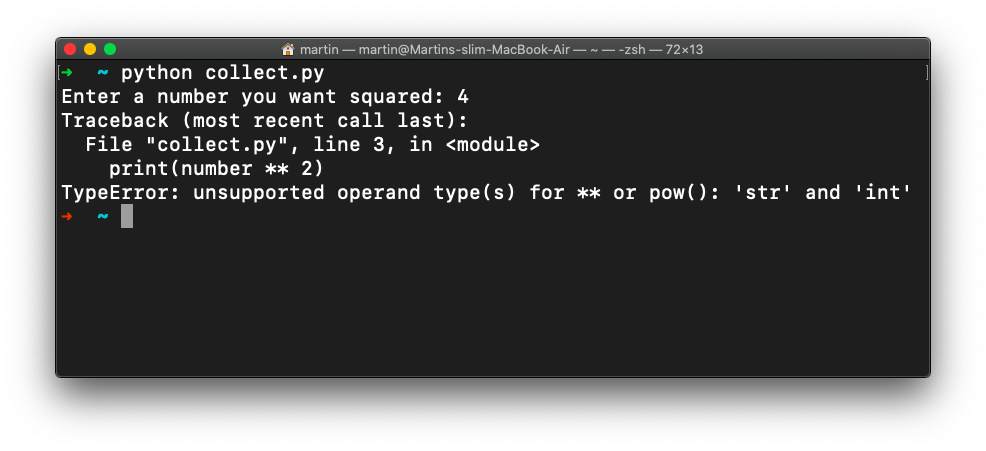 martin — martin@Martins-slim-MacBook-Air — ~ — -zsh — 72×13
[➜  ~ python collect.py ]
Enter a number you want squared: 4
Traceback (most recent call last):
  File "collect.py", line 3, in <module>
    print(number ** 2)
TypeError: unsupported operand type(s) for ** or pow(): 'str' and 'int'
➜  ~